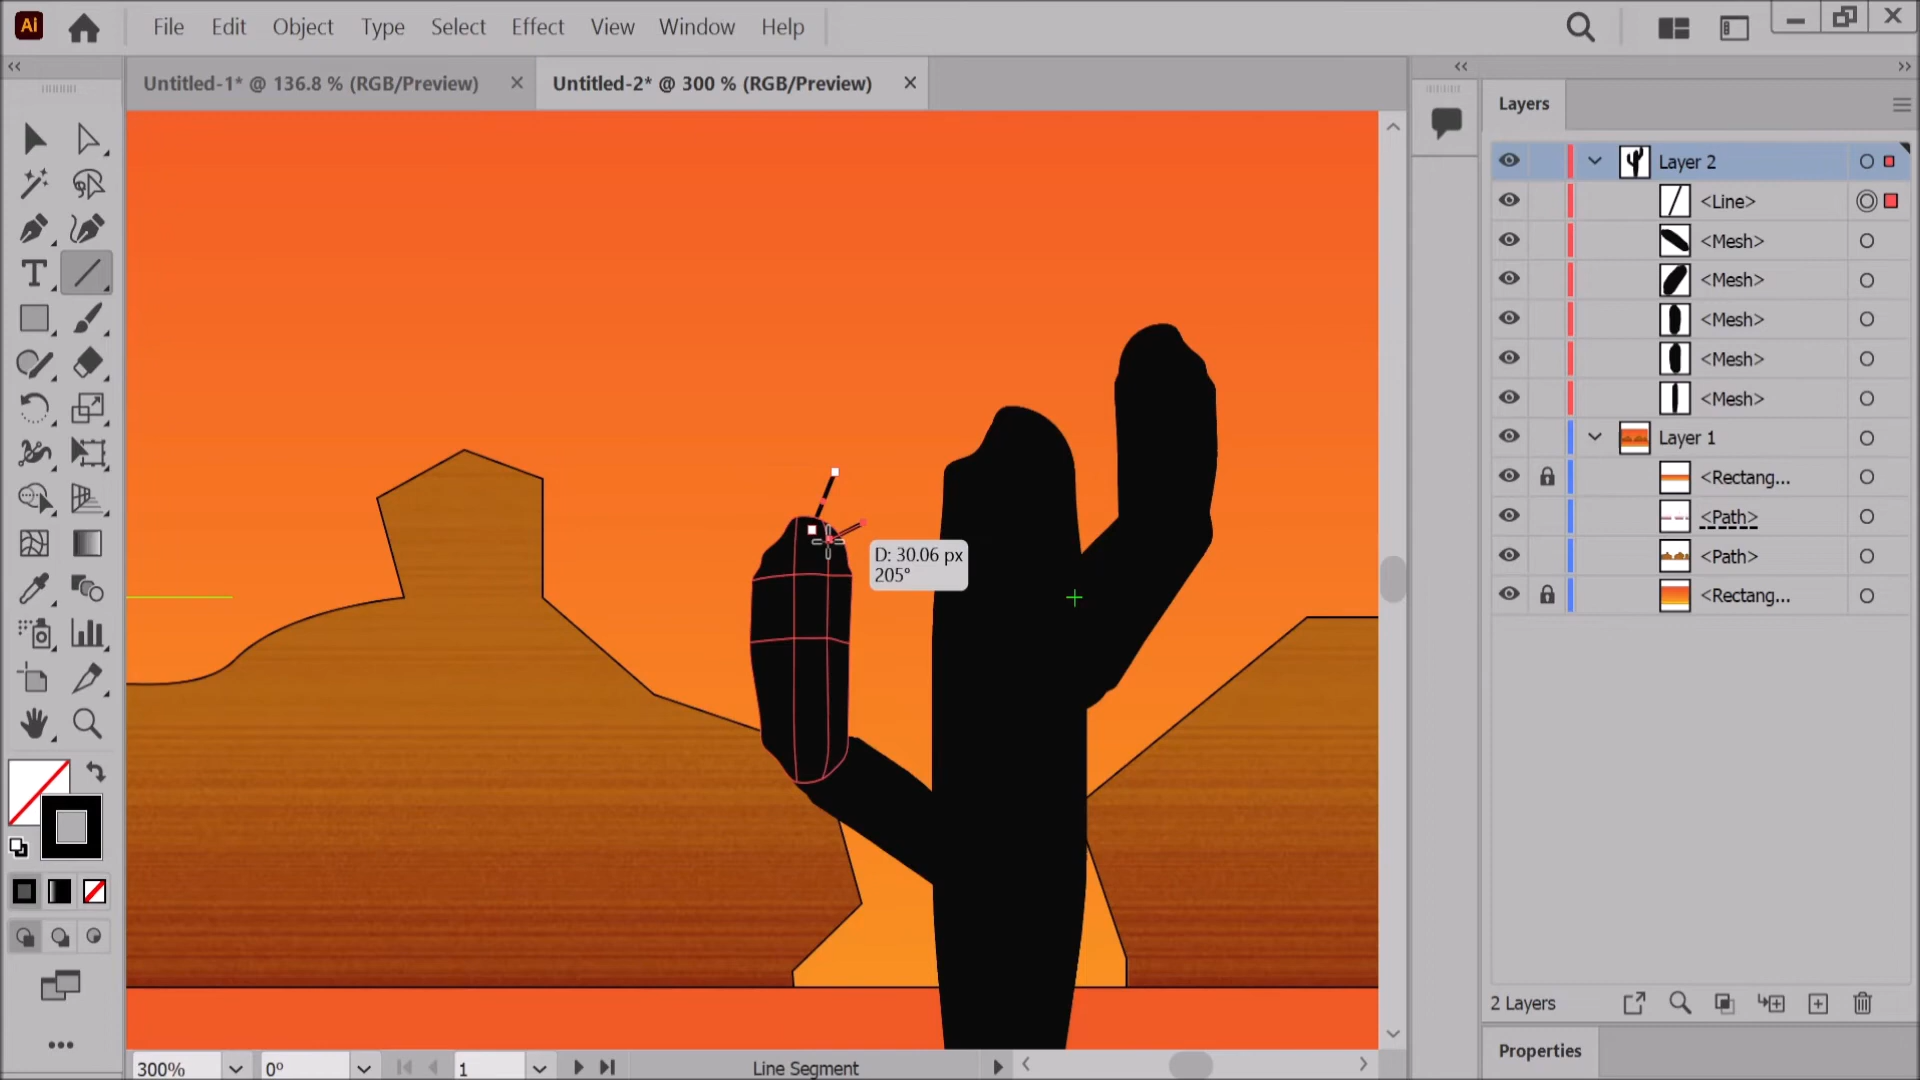 Ai File Edit Object Type Select Effect View Window Help
Untitled-1* @ 136.8 % (RGB/Preview)
Untitled-2* @ 300 % (RGB/Preview)
Layers
Layer 2
<Line>
<Mesh>
<Mesh>
<Mesh>
<Mesh>
<Mesh>
Layer 1
<Rectang...
<Path>
<Path>
<Rectang...
D: 30.06 px
205°
2 Layers
Properties
300% 0° 1 Line Segment